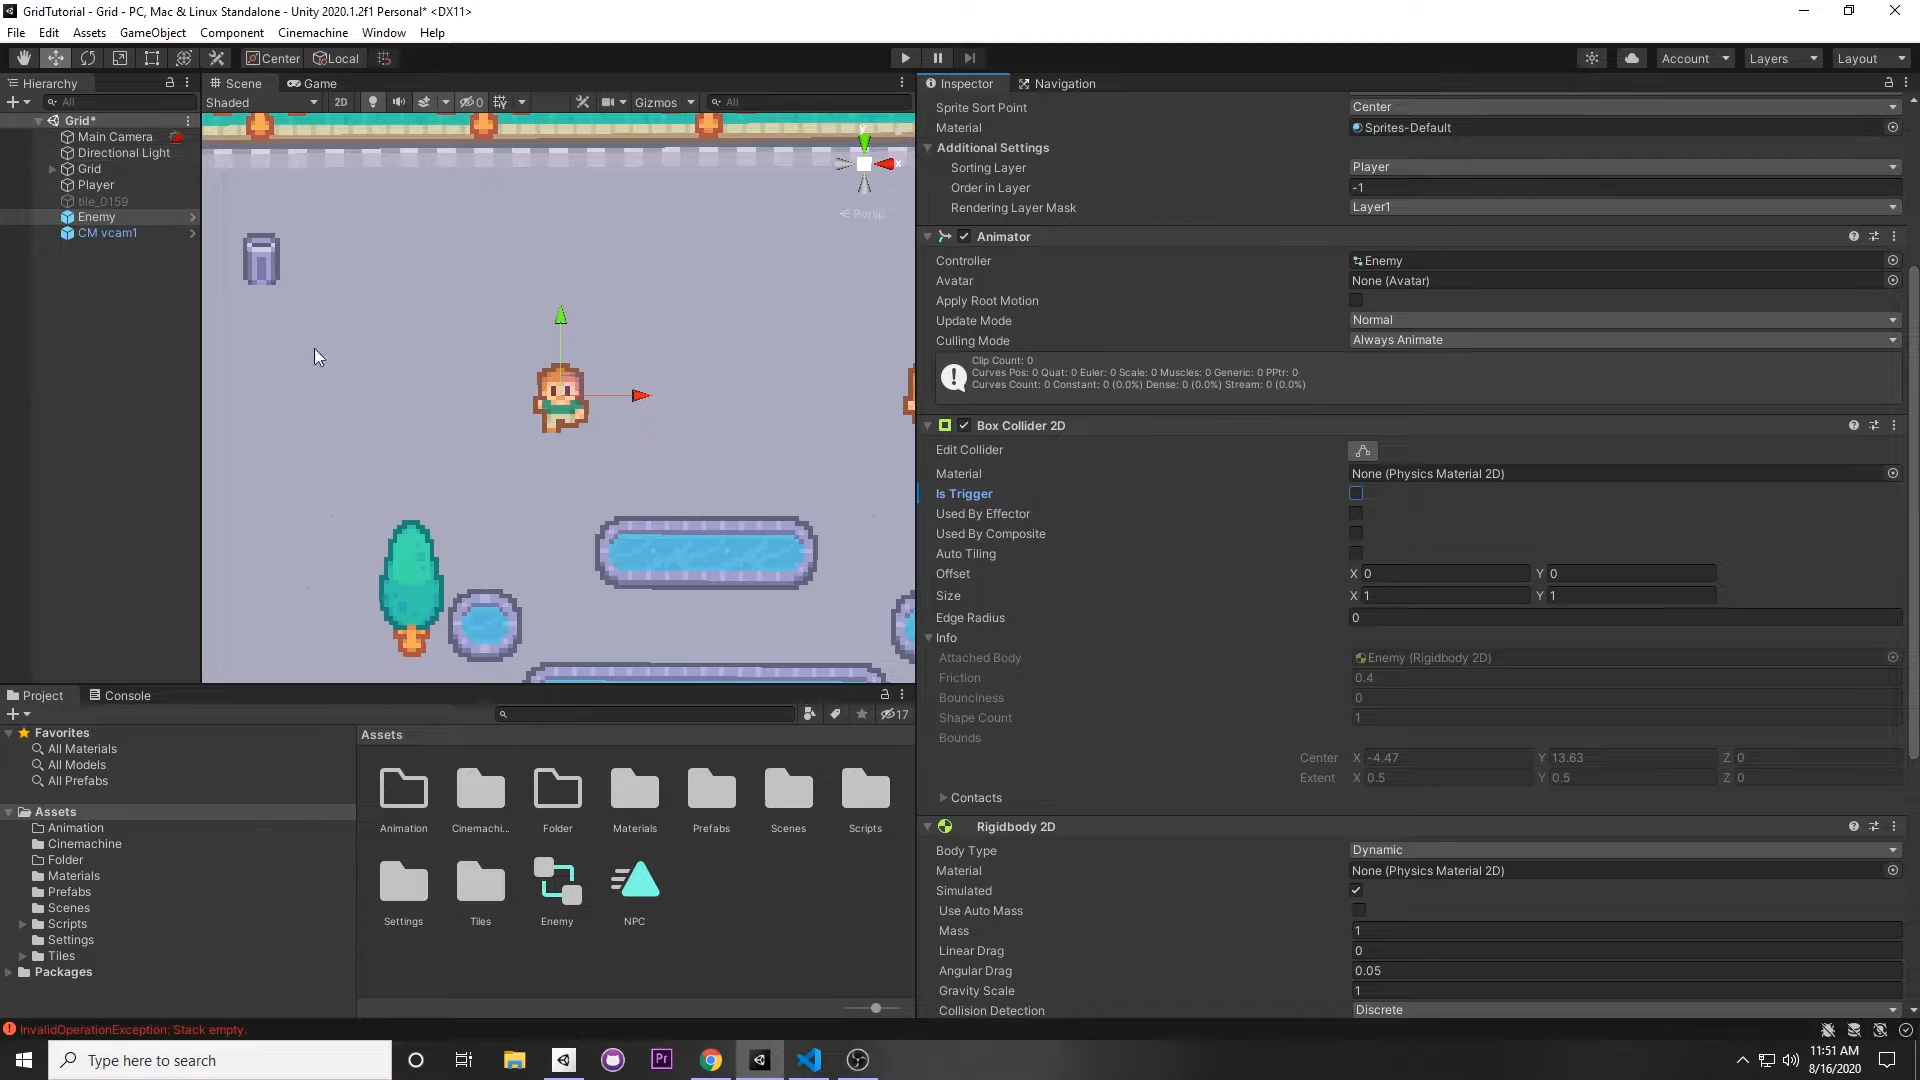 GridTutorial - Grid - PC, Mac & Linux Standalone - Unity 2020.1.2f1 Personal* <DX11>
File Edit Assets GameObject Component Cinemachine Window Help
Center Local Account Layers Layout
Hierarchy
All
Grid*
Main Camera
Directional Light
Grid
Player
tile_0159
Enemy
CM vcam1
Scene Game
Shaded 2D 0 Gizmos All
y
x
Persp
Inspector Navigation
Sprite Sort Point Center
Material Sprites-Default
Additional Settings
Sorting Layer Player
Order in Layer -1
Rendering Layer Mask Layer1
Animator
Controller Enemy
Avatar None (Avatar)
Apply Root Motion
Update Mode Normal
Culling Mode Always Animate
Clip Count: 0
Curves Pos: 0 Quat: 0 Euler: 0 Scale: 0 Muscles: 0 Generic: 0 PPtr: 0
Curves Count: 0 Constant: 0 (0.0%) Dense: 0 (0.0%) Stream: 0 (0.0%)
Box Collider 2D
Edit Collider
Material None (Physics Material 2D)
Is Trigger
Used By Effector
Used By Composite
Auto Tiling
Offset X 0 Y 0
Size X 1 Y 1
Edge Radius 0
Info
Attached Body Enemy (Rigidbody 2D)
Friction 0.4
Bounciness 0
Shape Count 1
Bounds
Center X -4.47 Y 13.63 Z 0
Extent X 0.5 Y 0.5 Z 0
Contacts
Rigidbody 2D
Body Type Dynamic
Material None (Physics Material 2D)
Simulated
Use Auto Mass
Mass 1
Linear Drag 0
Angular Drag 0.05
Gravity Scale 1
Collision Detection Discrete
Project Console
17
Favorites
All Materials
All Models
All Prefabs
Assets
Animation
Cinemachine
Folder
Materials
Prefabs
Scenes
Scripts
Settings
Tiles
Packages
Assets
Animation Cinemachi... Folder Materials Prefabs Scenes Scripts
Settings Tiles Enemy NPC
InvalidOperationException: Stack empty.
Type here to search
Pr
11:51 AM
8/16/2020